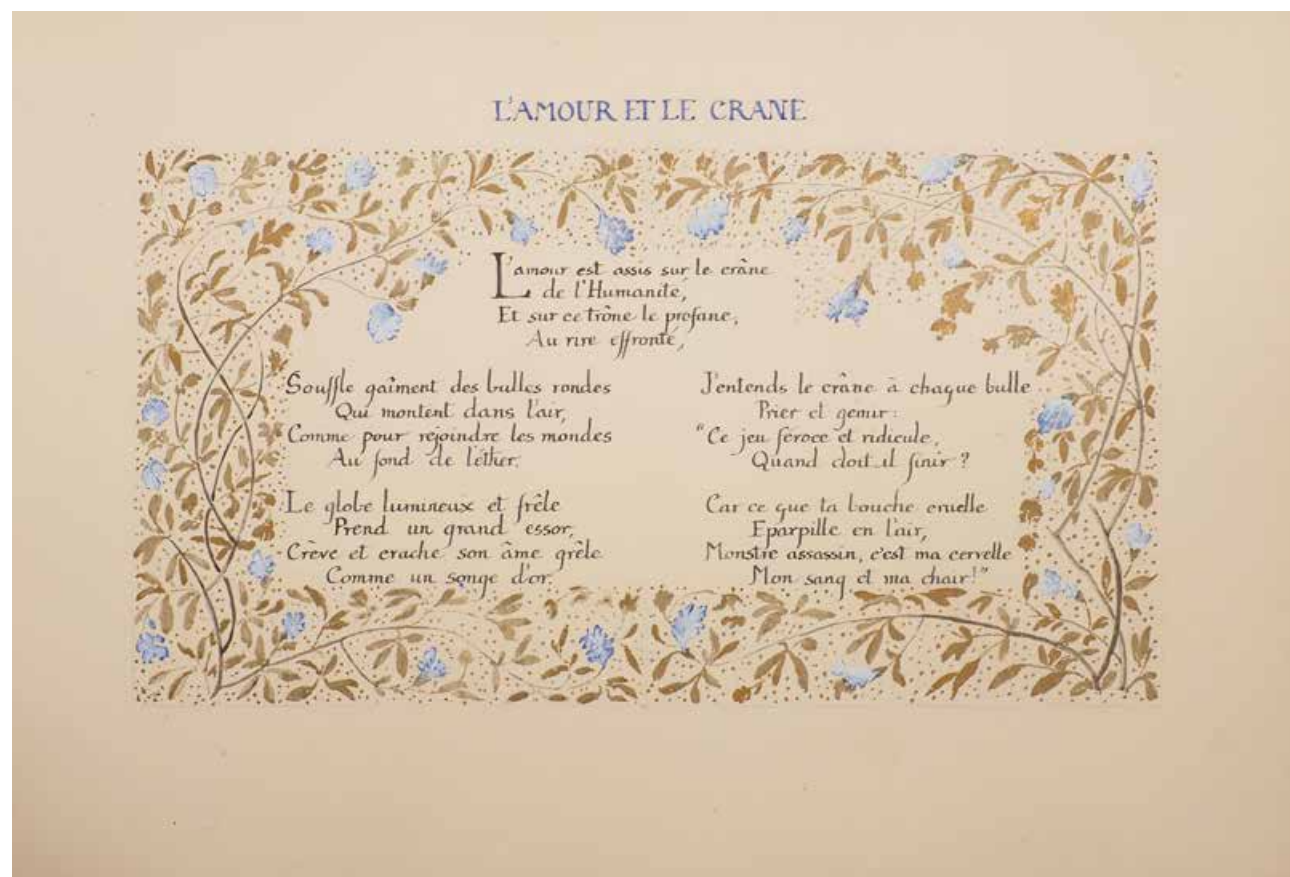 L'AMOUR ET LE CRANE
L'amour est assis sur le crâne
de l'Humanité,
Et sur ce trône le profane,
Au rire effronté,
Souffle gaîment des bulles rondes
Qui montent dans l'air,
Comme pour rejoindre les mondes
Au fond de l'éther.
Le globe lumineux et frêle
Prend un grand essor,
Crève et crache son âme grêle
Comme un songe d'or.
J'entends le crâne à chaque bulle
Prier et gemir :
"Ce jeu féroce et ridicule,
Quand doit-il finir ?
Car ce que ta bouche cruelle
Eparpille en l'air,
Monstre assassin, c'est ma cervelle
Mon sang et ma chair!"